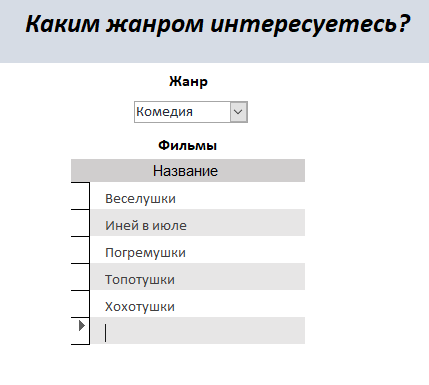 Каким жанром интересуетесь?
Жанр
Комедия
Фильмы
Название
Веселушки
Иней в июле
Погремушки
Топотушки
Хохотушки